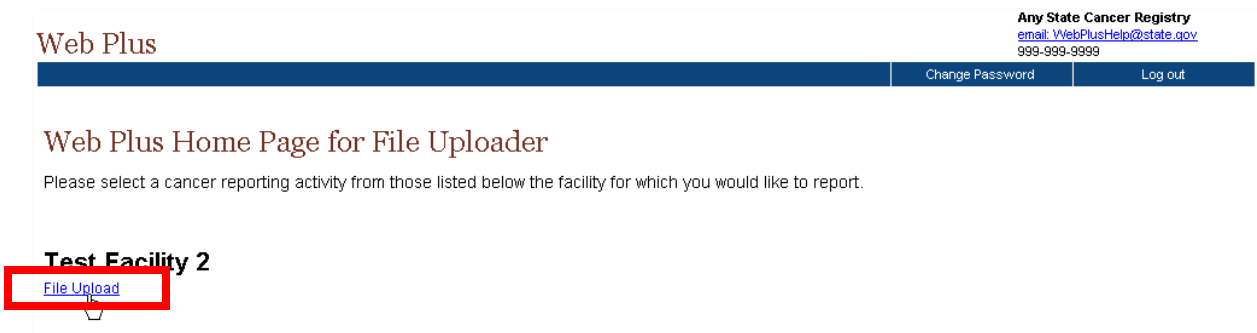 Any State Cancer Registry
Web Plus
email: WebPlusHelp@state.gov
999-999-9999
Change Password
Log out
Web Plus Home Page for File Uploader
Please select a cancer reporting activity from those listed below the facility for which you would like to report.
Test Facility 2
File Upload